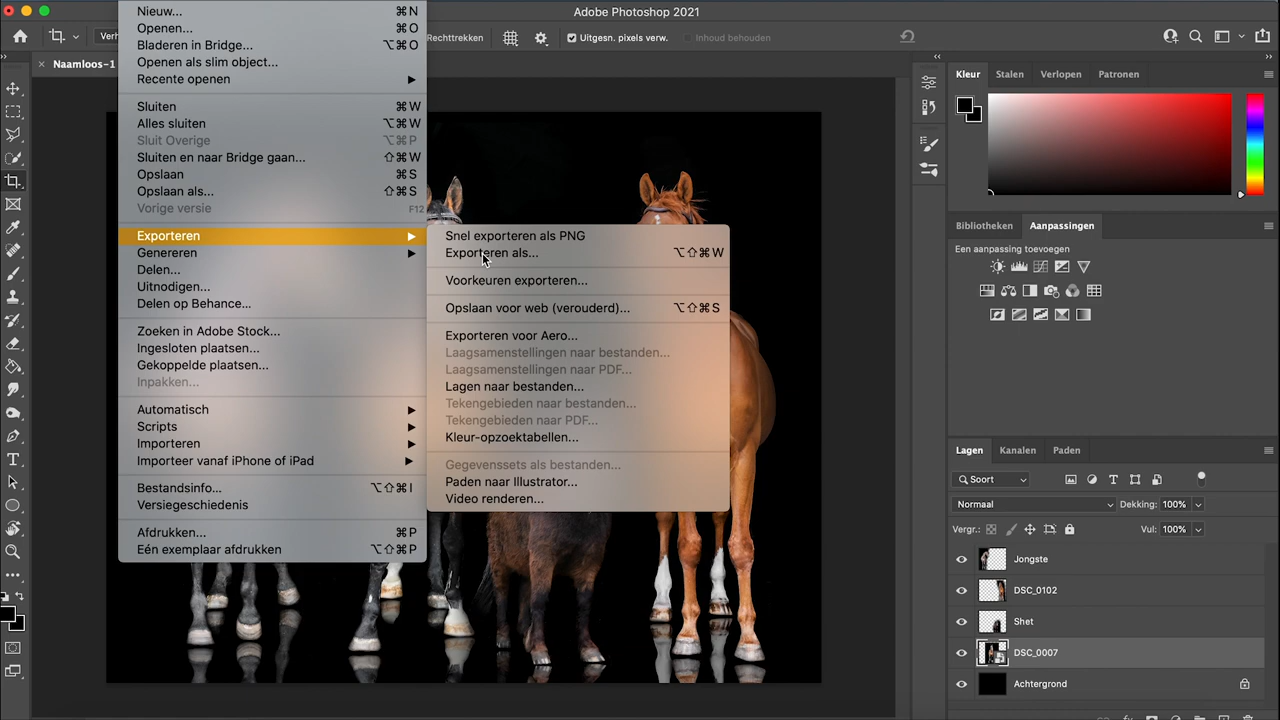 Adobe Photoshop 2021
Rechttrekken
Uitgesn. pixels verw.
Inhoud behouden
Naamloos-1
Nieuw... ⌘N
Openen... ⌘O
Bladeren in Bridge... ⌥⌘O
Openen als slim object...
Recente openen
Sluiten ⌘W
Alles sluiten ⌥⌘W
Sluit Overige ⌥⌘P
Sluiten en naar Bridge gaan... ⇧⌘W
Opslaan ⌘S
Opslaan als... ⇧⌘S
Vorige versie F12
Exporteren
Genereren
Delen...
Uitnodigen...
Delen op Behance...
Zoeken in Adobe Stock...
Ingesloten plaatsen...
Gekoppelde plaatsen...
Inpakken...
Automatisch
Scripts
Importeren
Importeer vanaf iPhone of iPad
Bestandsinfo... ⌥⇧⌘I
Versiegeschiedenis
Afdrukken... ⌘P
Eén exemplaar afdrukken ⌥⇧⌘P
Snel exporteren als PNG
Exporteren als... ⌥⇧⌘W
Voorkeuren exporteren...
Opslaan voor web (verouderd)... ⌥⇧⌘S
Exporteren voor Aero...
Laagsamenstellingen naar bestanden...
Laagsamenstellingen naar PDF...
Lagen naar bestanden...
Tekengebieden naar bestanden...
Tekengebieden naar PDF...
Kleur-opzoektabellen...
Gegevenssets als bestanden...
Paden naar Illustrator...
Video renderen...
Kleur Stalen Verlopen Patronen
Bibliotheken Aanpassingen
Een aanpassing toevoegen
Lagen Kanalen Paden
Soort
Normaal Dekking: 100%
Vergr.: Vul: 100%
Jongste
DSC_0102
Shet
DSC_0007
Achtergrond